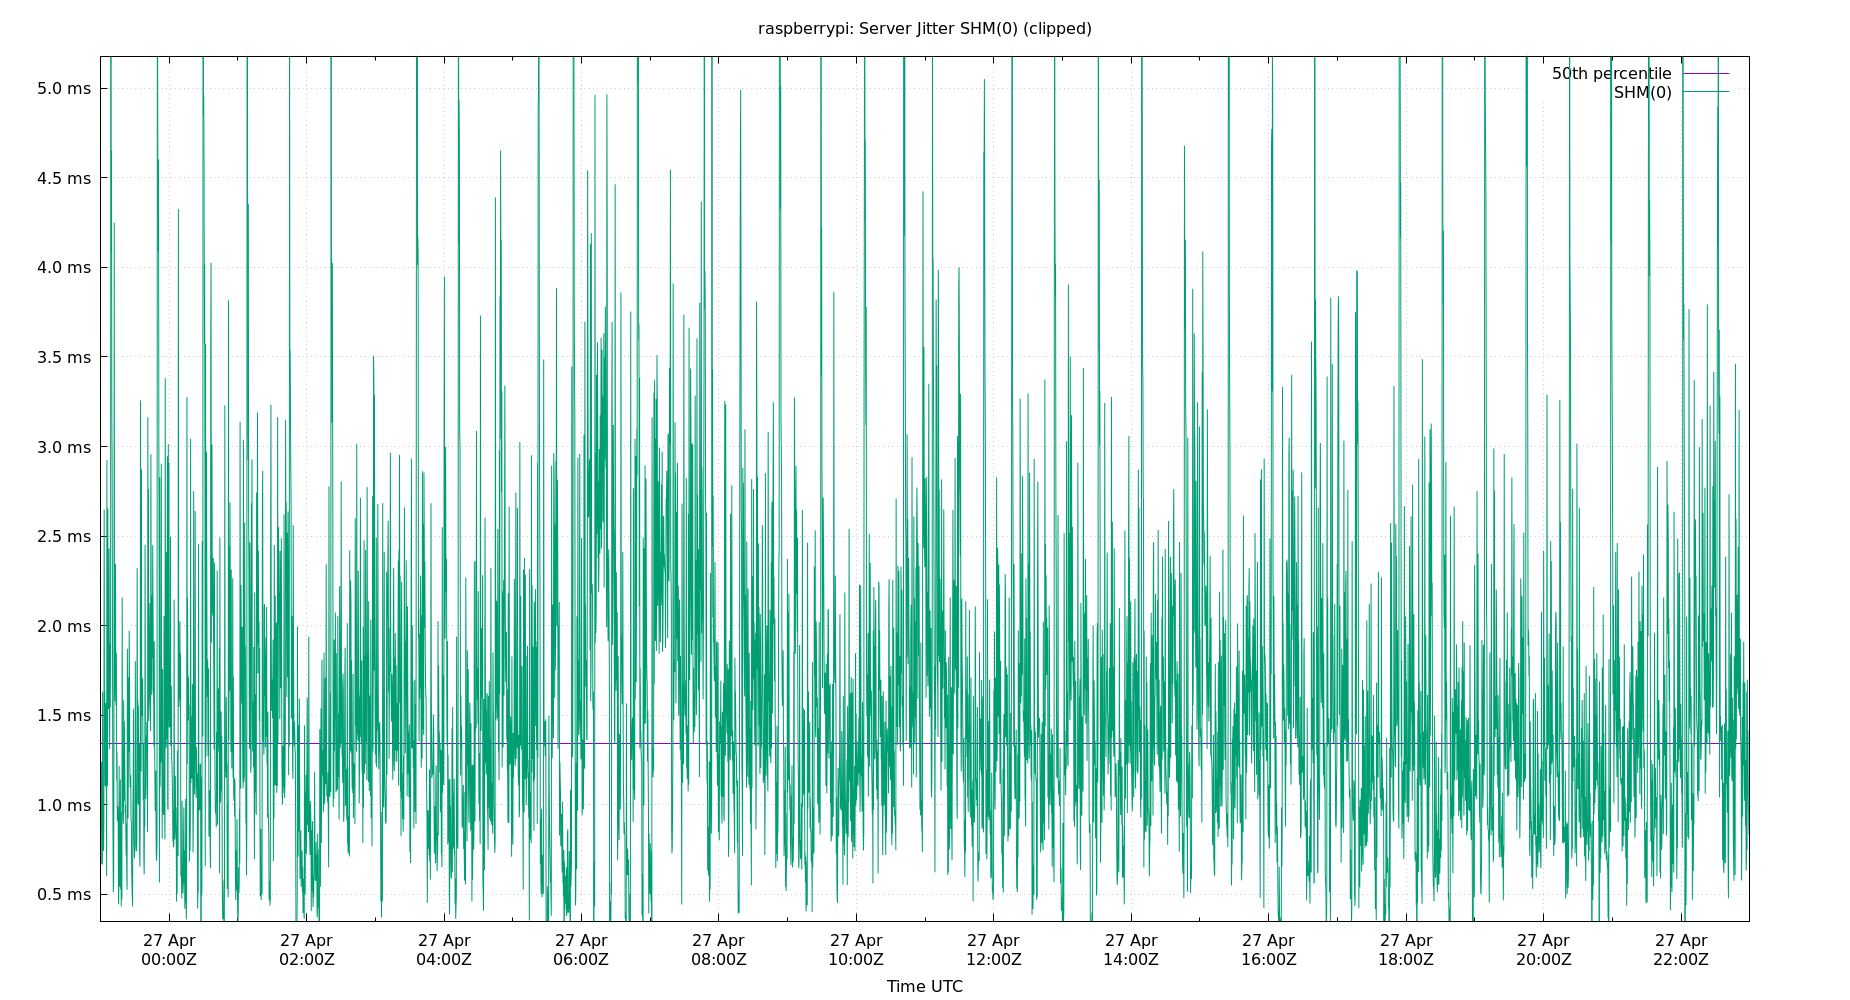 raspberrypi: Server Jitter SHM(0) (clipped)
50th percentile
SHM(0)
5.0 ms
4.5 ms
4.0 ms
3.5 ms
3.0 ms
2.5 ms
2.0 ms
1.5 ms
1.0 ms
0.5 ms
27 Apr 27 Apr 27 Apr 27 Apr 27 Apr 27 Apr 27 Apr 27 Apr 27 Apr 27 Apr 27 Apr 27 Apr
00:00Z 02:00Z 04:00Z 06:00Z 08:00Z 10:00Z 12:00Z 14:00Z 16:00Z 18:00Z 20:00Z 22:00Z
Time UTC